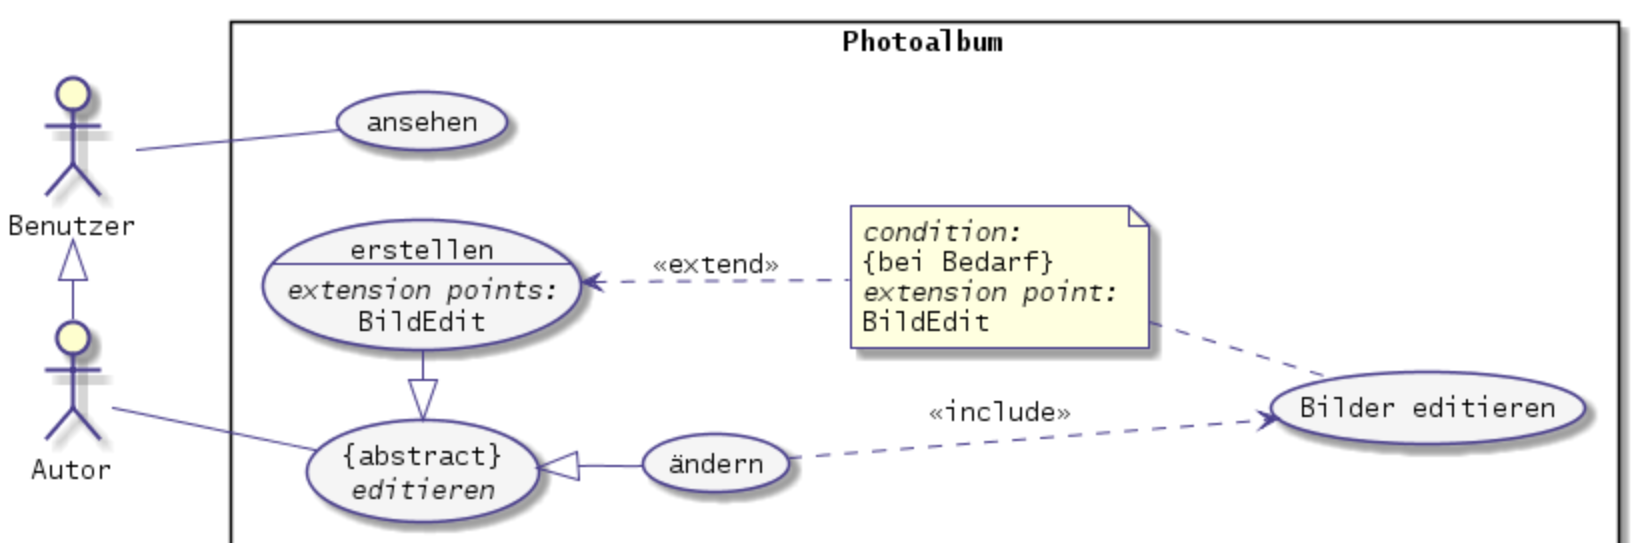 Photoalbum
ansehen
Benutzer
erstellen
extension points:
BildEdit
«extend»
condition:
{bei Bedarf}
extension point:
BildEdit
Bilder editieren
«include»
Autor
{abstract}
editieren
ändern